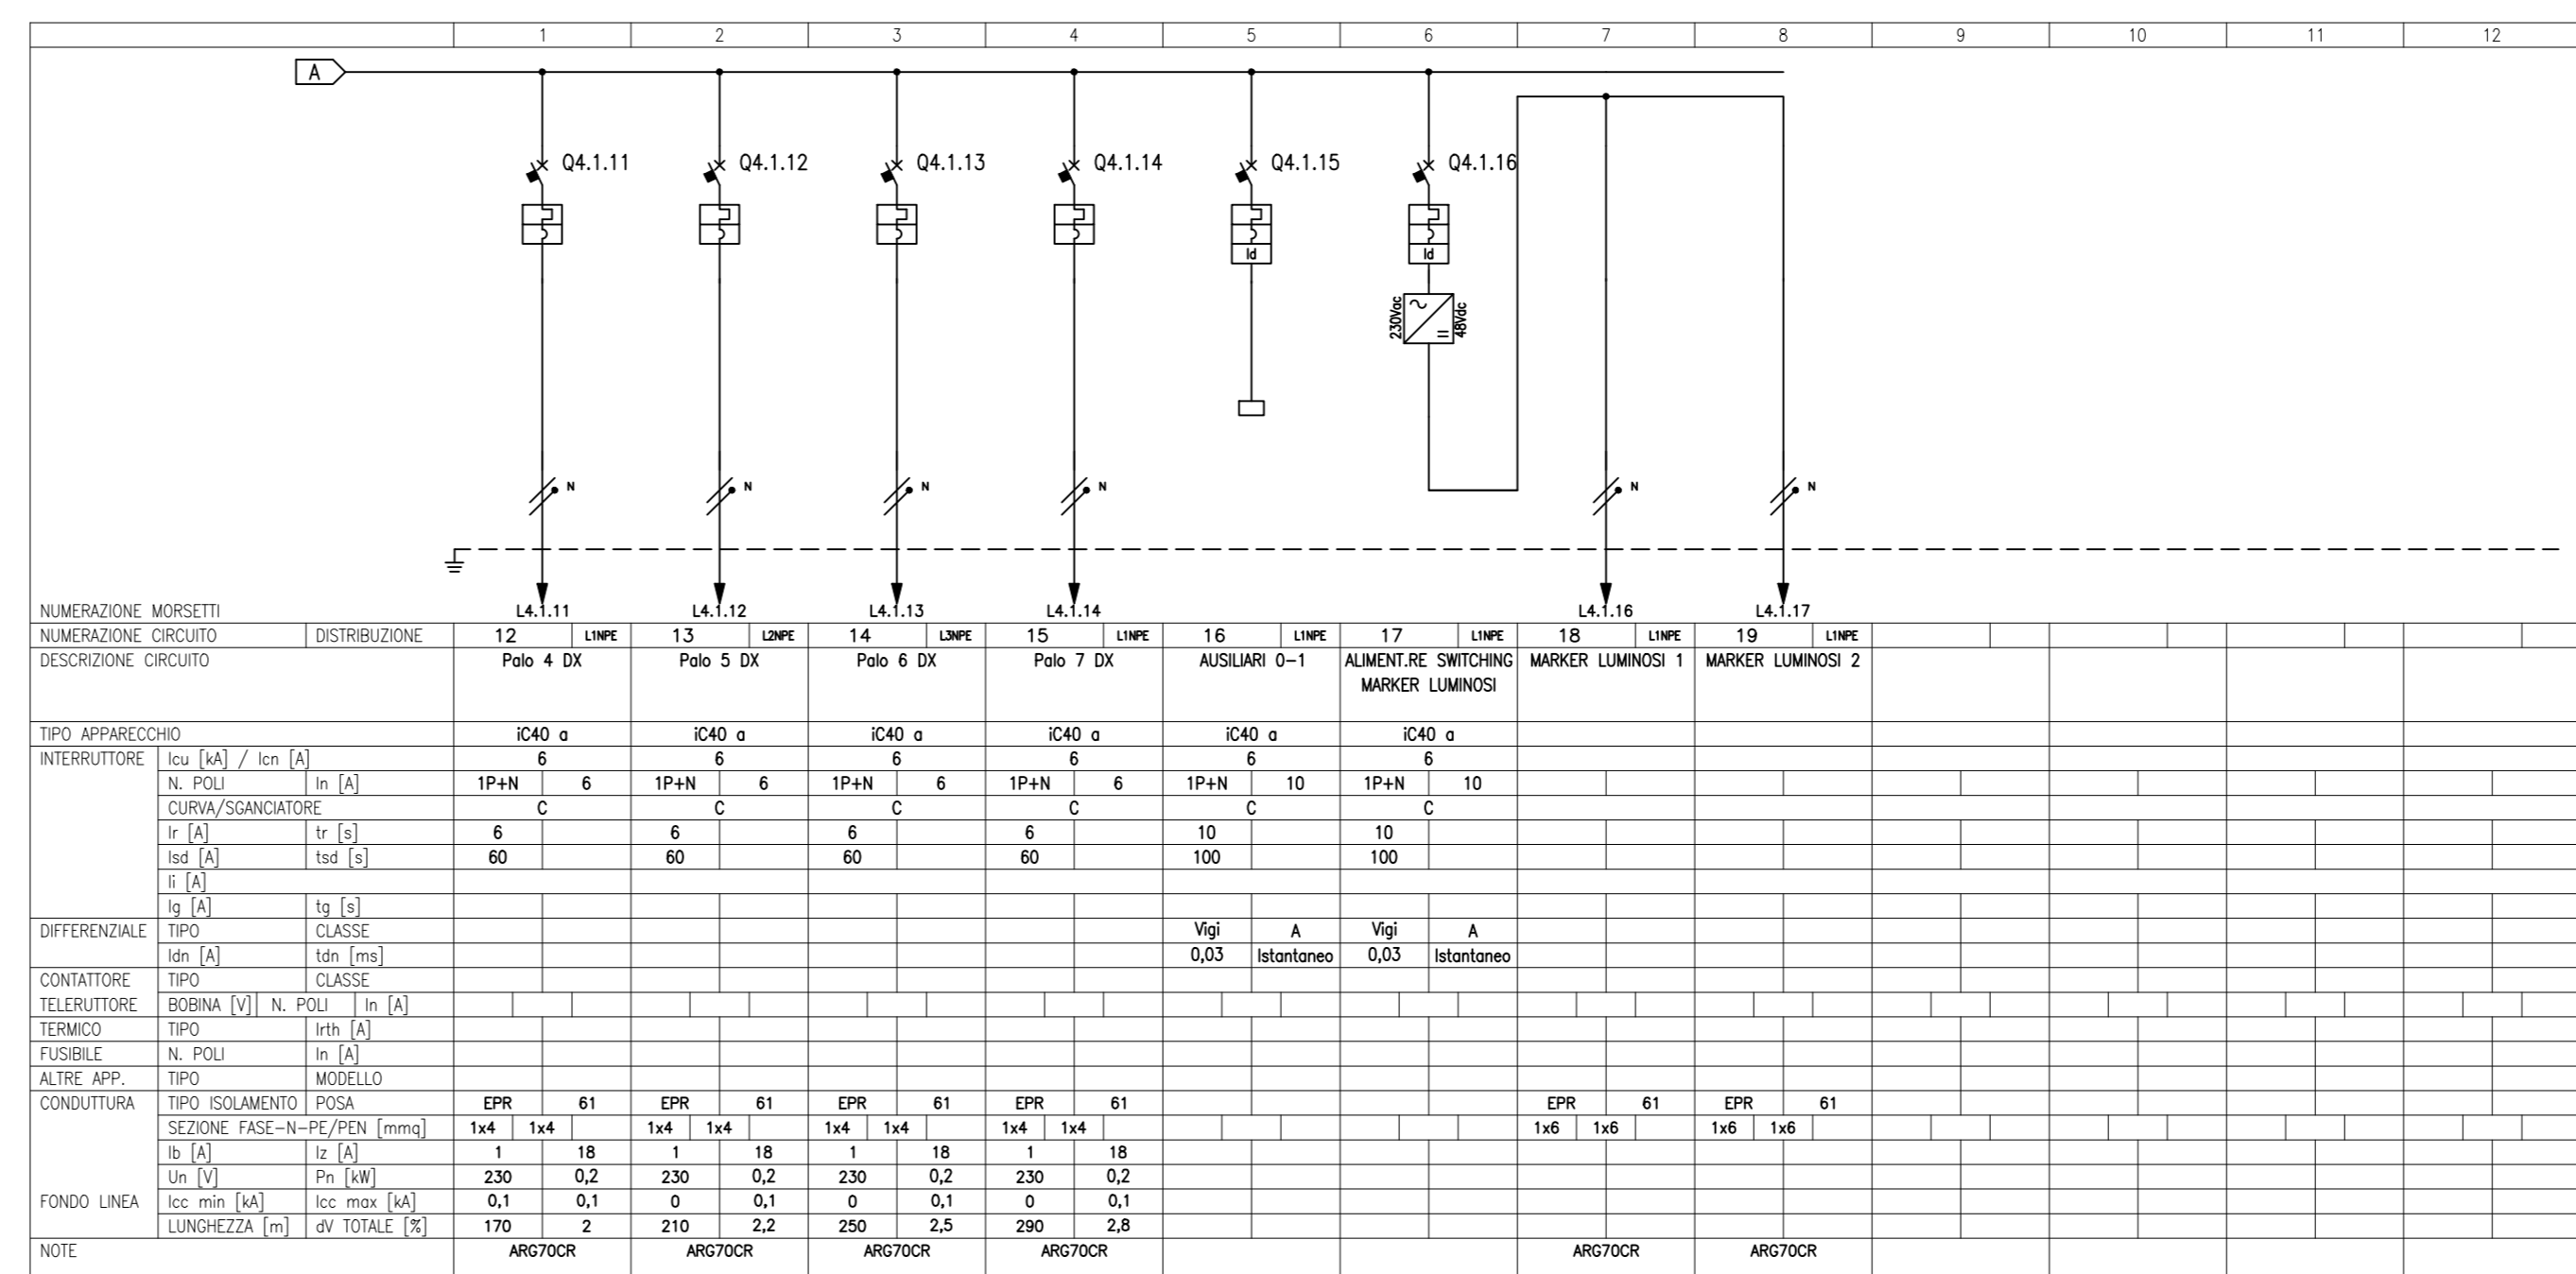 1 2 3 4 5 6 7 8 9 10 11 12
A
Q4.1.11 Q4.1.12 Q4.1.13 Q4.1.14 Q4.1.15 Q4.1.16
Id Id
230Vac 48Vdc
N N N N N N
NUMERAZIONE MORSETTI L4.1.11 L4.1.12 L4.1.13 L4.1.14 L4.1.16 L4.1.17
NUMERAZIONE CIRCUITO DISTRIBUZIONE 12 L1NPE 13 L2NPE 14 L3NPE 15 L1NPE 16 L1NPE 17 L1NPE 18 L1NPE 19 L1NPE
DESCRIZIONE CIRCUITO Palo 4 DX Palo 5 DX Palo 6 DX Palo 7 DX AUSILIARI 0-1 ALIMENT.RE SWITCHING MARKER LUMINOSI 1 MARKER LUMINOSI 2
MARKER LUMINOSI
TIPO APPARECCHIO iC40 a iC40 a iC40 a iC40 a iC40 a iC40 a
INTERRUTTORE Icu [kA] / Icn [A] 6 6 6 6 6 6
N. POLI In [A] 1P+N 6 1P+N 6 1P+N 6 1P+N 6 1P+N 10 1P+N 10
CURVA/SGANCIATORE C C C C C C
Ir [A] tr [s] 6 6 6 6 10 10
Isd [A] tsd [s] 60 60 60 60 100 100
Ii [A]
Ig [A] tg [s]
DIFFERENZIALE TIPO CLASSE Vigi A Vigi A
Idn [A] tdn [ms] 0,03 Istantaneo 0,03 Istantaneo
CONTATTORE TIPO CLASSE
TELERUTTORE BOBINA [V] N. POLI In [A]
TERMICO TIPO Irth [A]
FUSIBILE N. POLI In [A]
ALTRE APP. TIPO MODELLO
CONDUTTURA TIPO ISOLAMENTO POSA EPR 61 EPR 61 EPR 61 EPR 61 EPR 61 EPR 61
SEZIONE FASE-N-PE/PEN [mmq] 1x4 1x4 1x4 1x4 1x4 1x4 1x4 1x4 1x6 1x6 1x6 1x6
Ib [A] Iz [A] 1 18 1 18 1 18 1 18
Un [V] Pn [kW] 230 0,2 230 0,2 230 0,2 230 0,2
FONDO LINEA Icc min [kA] Icc max [kA] 0,1 0,1 0 0,1 0 0,1 0 0,1
LUNGHEZZA [m] dV TOTALE [%] 170 2 210 2,2 250 2,5 290 2,8
NOTE ARG7OCR ARG7OCR ARG7OCR ARG7OCR ARG7OCR ARG7OCR